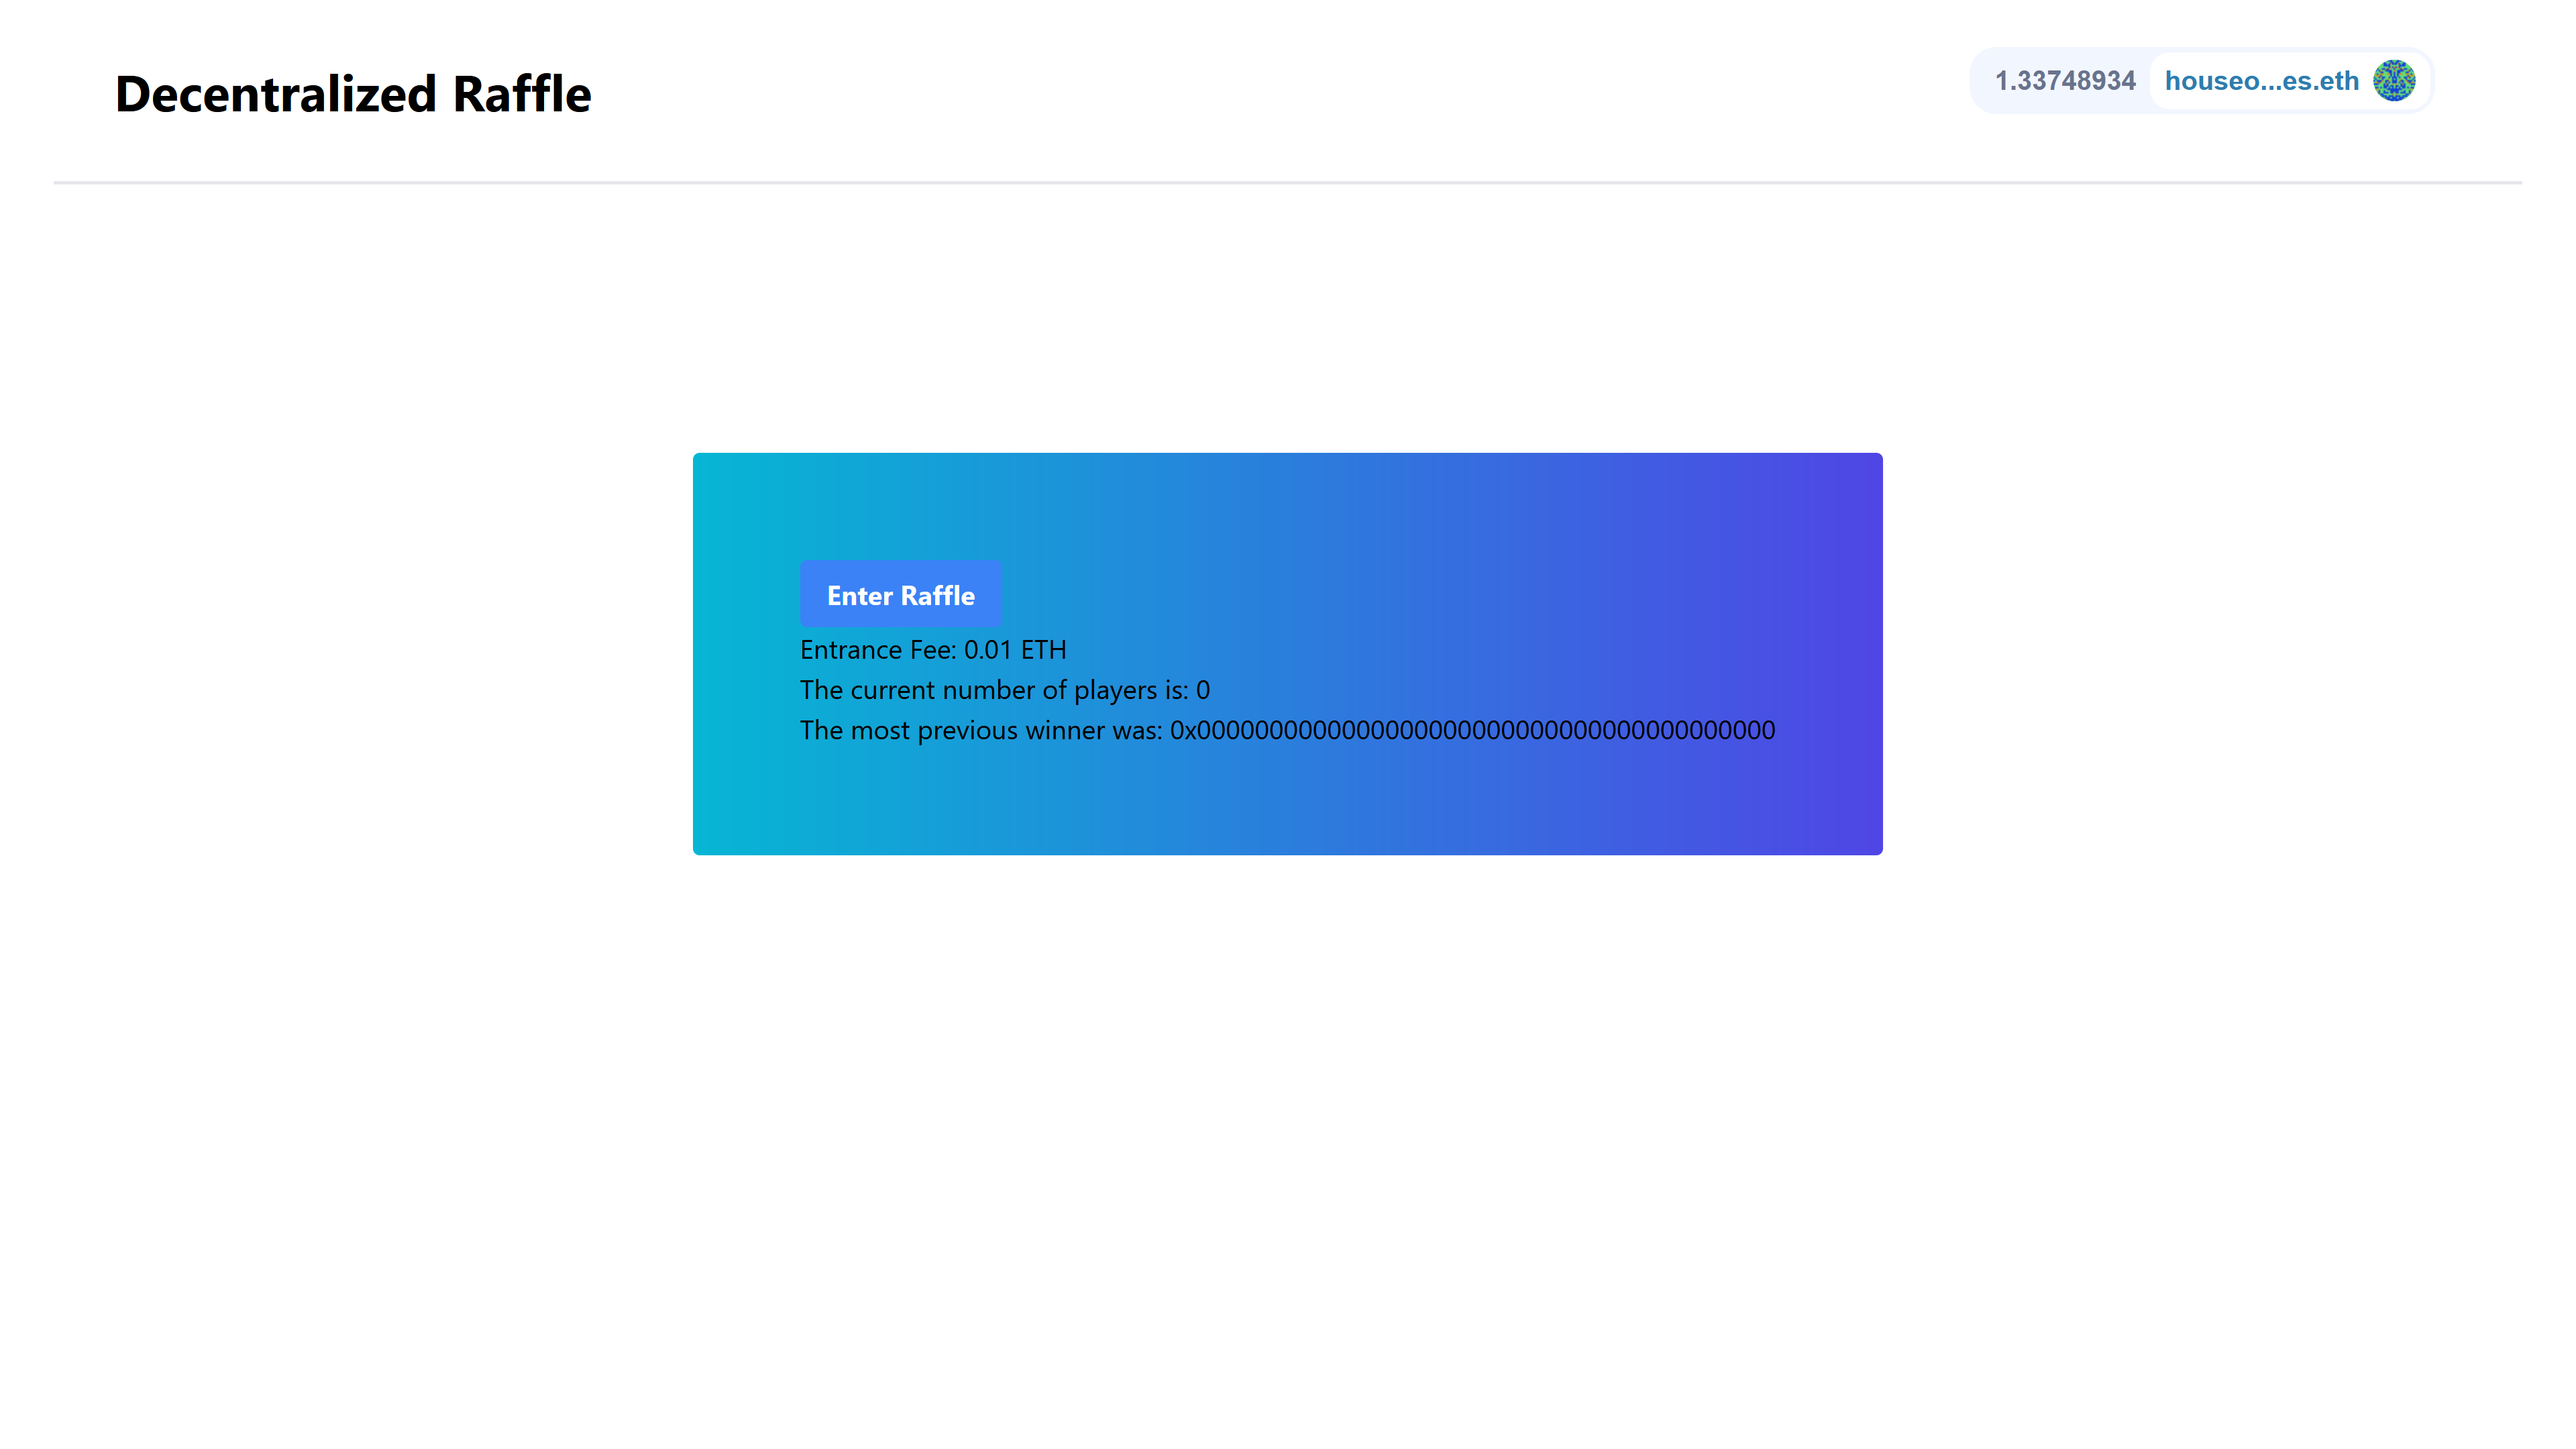 Decentralized Raffle
1.33748934 houseo...es.eth
Enter Raffle
Entrance Fee: 0.01 ETH
The current number of players is: 0
The most previous winner was: 0x0000000000000000000000000000000000000000